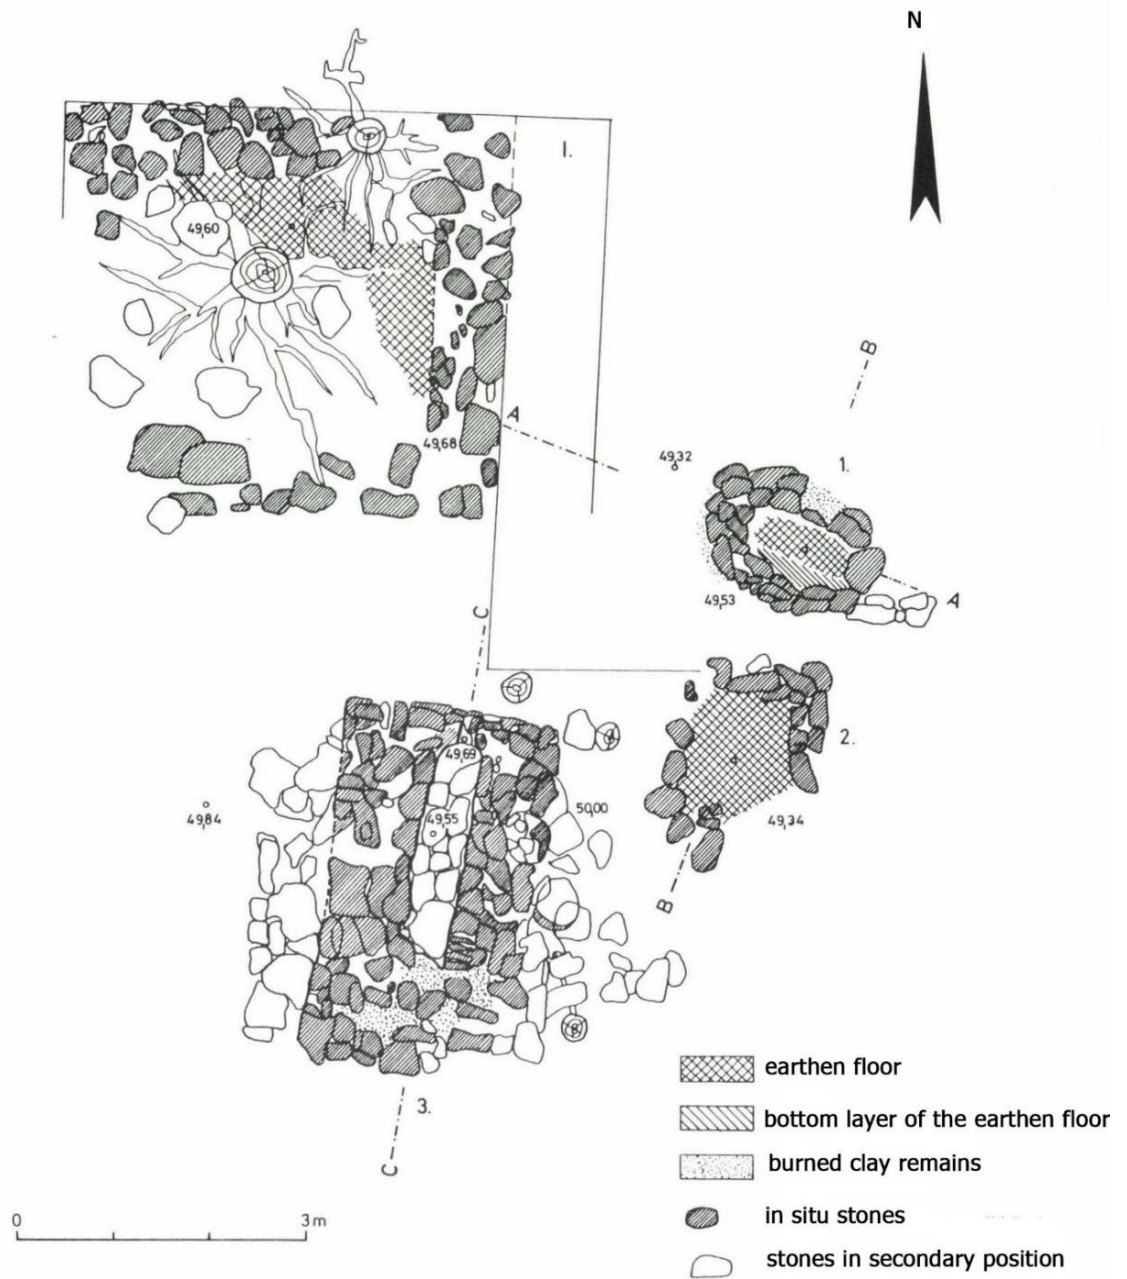 N
I.
49,60
B
A
49,68
49,32
1.
49,53
A
C
2.
49,69
50,00
49,84
49,55
49,34
B
3.
C
earthen floor
bottom layer of the earthen floor
burned clay remains
in situ stones
stones in secondary position
0 3m